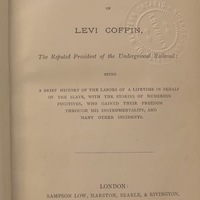 OF
LEVI COFFIN,
The Reputed President of the Underground Railroad;
BEING
A BRIEF HISTORY OF THE LABORS OF A LIFETIME IN BEHALF
OF THE SLAVE, WITH THE STORIES OF NUMEROUS
FUGITIVES, WHO GAINED THEIR FREEDOM
THROUGH HIS INSTRUMENTALITY, AND
MANY OTHER INCIDENTS.
LONDON:
SAMPSON LOW, MARSTON, SEARLE, & RIVINGTON,